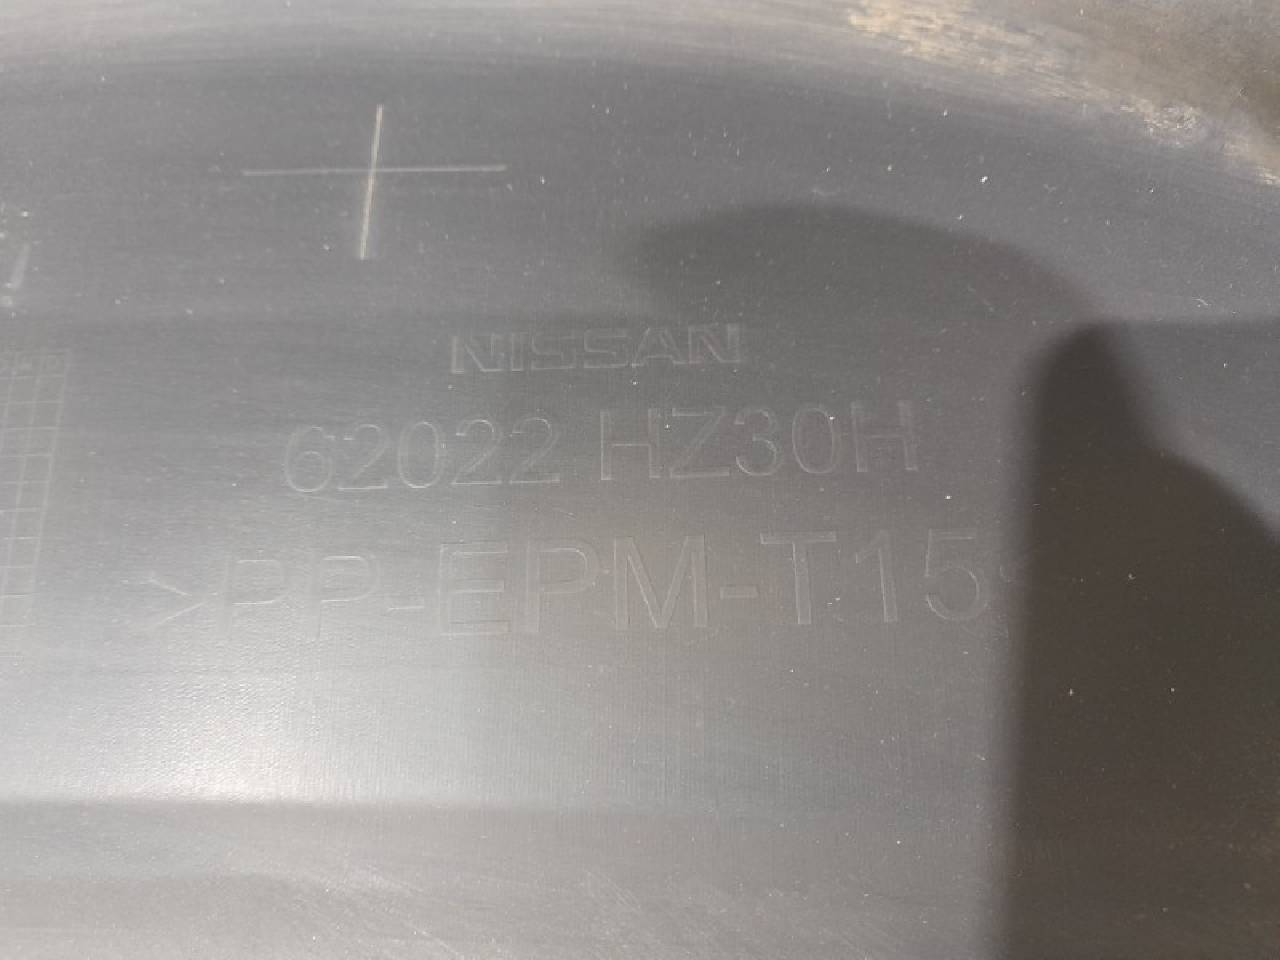 NISSAN
62022 HZ30H
>PP-EPM-T15<